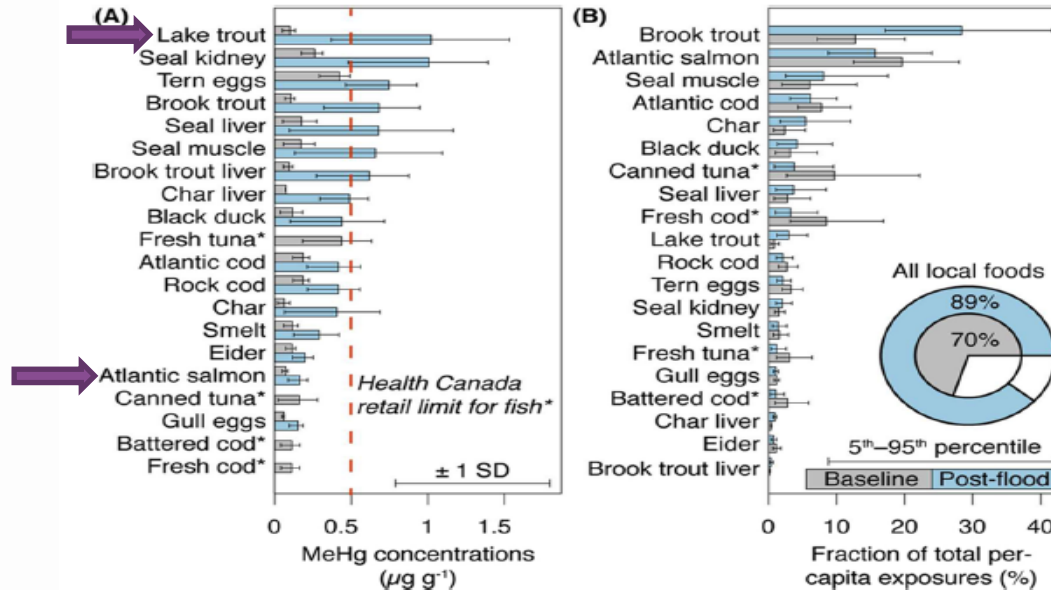 (A)
Lake trout
Seal kidney
Tern eggs
Brook trout
Seal liver
Seal muscle
Brook trout liver
Char liver
Black duck
Fresh tuna*
Atlantic cod
Rock cod
Char
Smelt
Eider
Atlantic salmon
Canned tuna*
Gull eggs
Battered cod*
Fresh cod*
Health Canada
retail limit for fish*
± 1 SD
0 0.5 1 1.5
MeHg concentrations
(µg g⁻¹)
(B)
Brook trout
Atlantic salmon
Seal muscle
Atlantic cod
Char
Black duck
Canned tuna*
Seal liver
Fresh cod*
Lake trout
Rock cod
Tern eggs
Seal kidney
Smelt
Fresh tuna*
Gull eggs
Battered cod*
Char liver
Eider
Brook trout liver
All local foods
89%
70%
5th–95th percentile
Baseline Post-flood
0 10 20 30 40
Fraction of total per-
capita exposures (%)